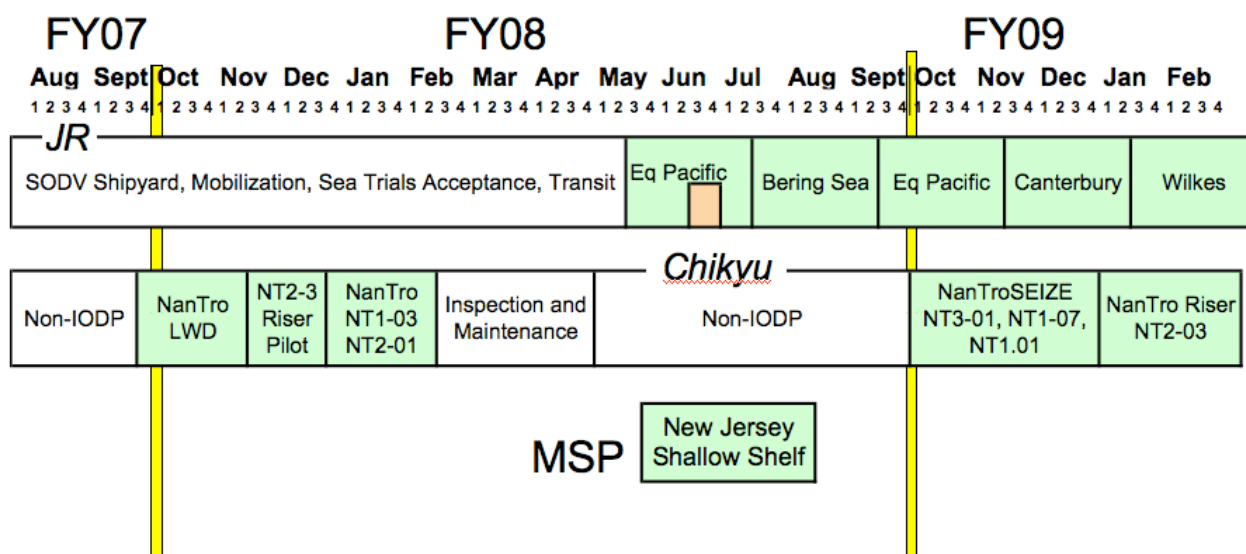 FY07 FY08 FY09
Aug Sept Oct Nov Dec Jan Feb Mar Apr May Jun Jul Aug Sept Oct Nov Dec Jan Feb
1 2 3 4 1 2 3 4 1 2 3 4 1 2 3 4 1 2 3 4 1 2 3 4 1 2 3 4 1 2 3 4 1 2 3 4 1 2 3 4 1 2 3 4 1 2 3 4 1 2 3 4 1 2 3 4 1 2 3 4 1 2 3 4 1 2 3 4 1 2 3 4 1 2 3 4
JR
SODV Shipyard, Mobilization, Sea Trials Acceptance, Transit
Eq Pacific
Bering Sea
Eq Pacific
Canterbury
Wilkes
Chikyu
Non-IODP
NanTro
LWD
NT2-3
Riser
Pilot
NanTro
NT1-03
NT2-01
Inspection and
Maintenance
Non-IODP
NanTroSEIZE
NT3-01, NT1-07,
NT1.01
NanTro Riser
NT2-03
MSP
New Jersey
Shallow Shelf